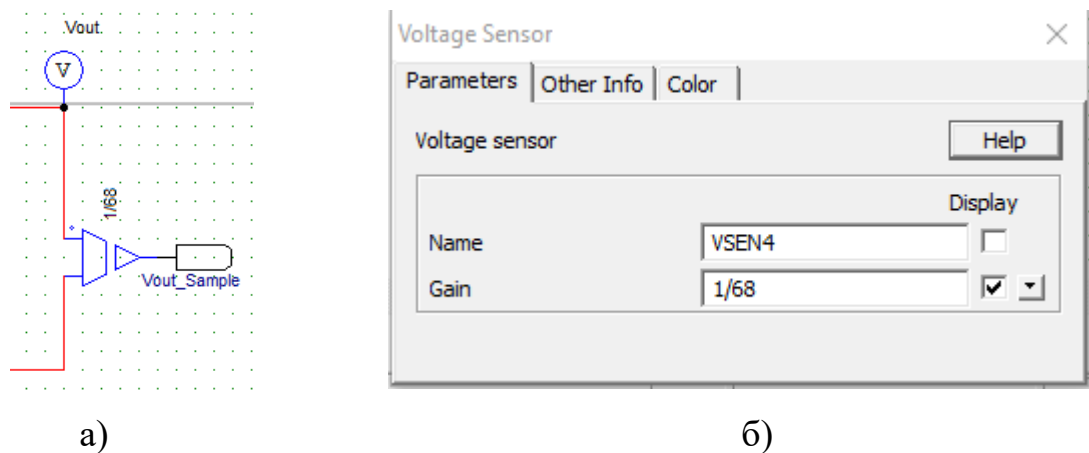 Vout
V
1/68
Vout_Sample
а)
Voltage Sensor
Parameters Other Info Color
Voltage sensor Help
Display
Name VSEN4
Gain 1/68
б)